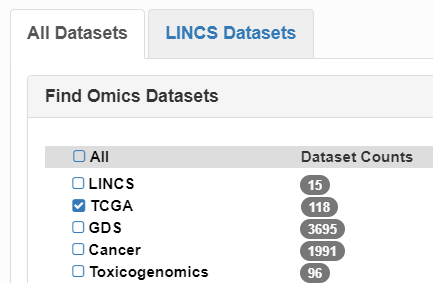 All Datasets LINCS Datasets
Find Omics Datasets
All Dataset Counts
LINCS 15
TCGA 118
GDS 3695
Cancer 1991
Toxicogenomics 96